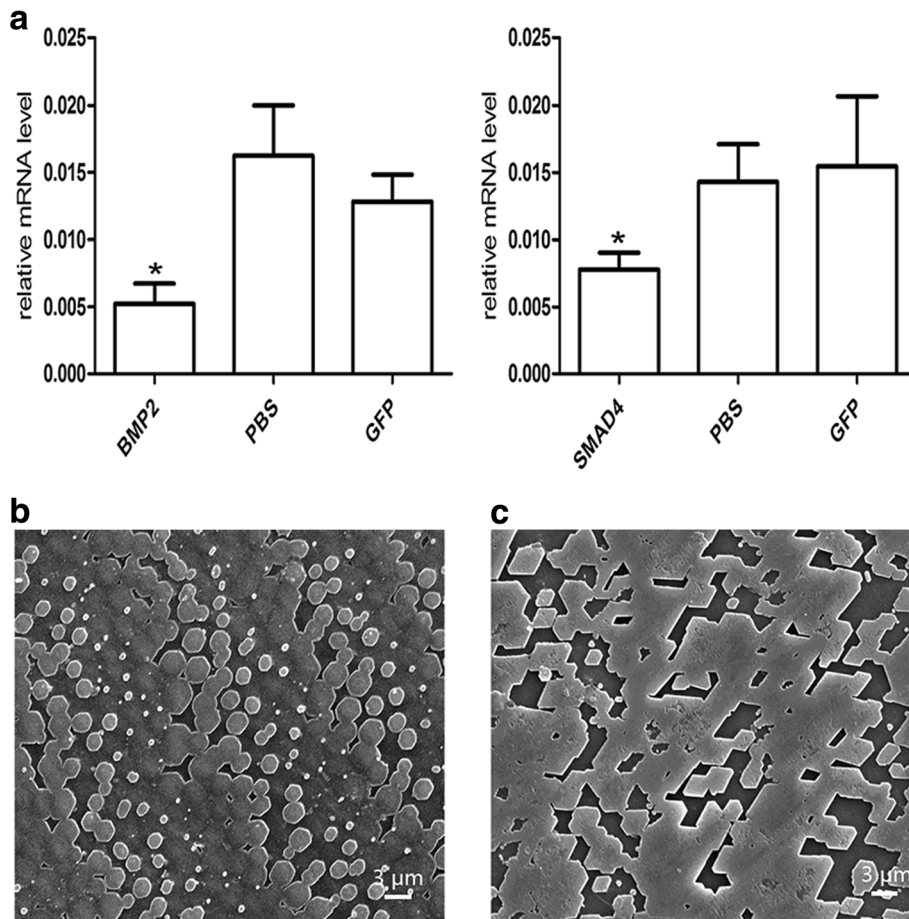 a
relative mRNA level
0.025
0.020
0.015
0.010
0.005
0.000
*
BMP2
PBS
GFP
relative mRNA level
0.025
0.020
0.015
0.010
0.005
0.000
*
SMAD4
PBS
GFP
b
3 µm
c
3 µm